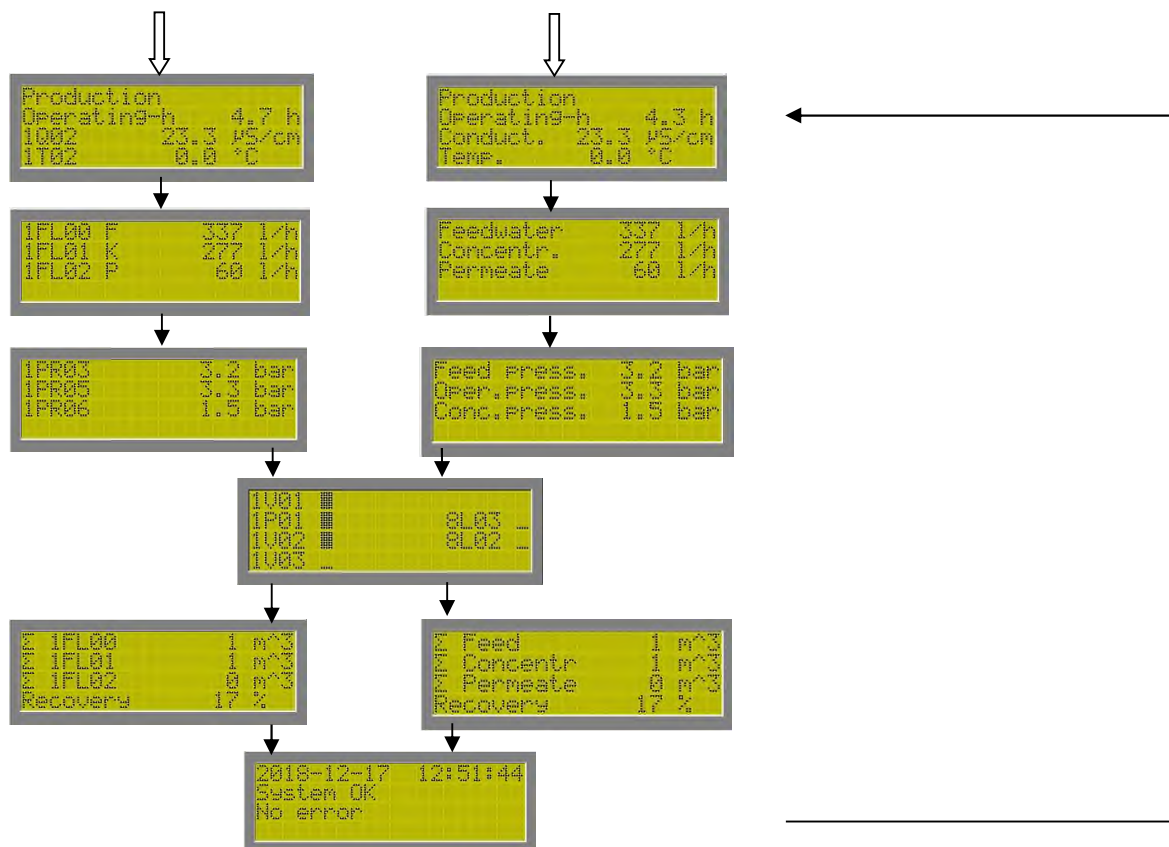 Production
Operating-h 4.7 h
1Q02 23.3 µS/cm
1T02 0.0 °C
Production
Operating-h 4.3 h
Conduct. 23.3 µS/cm
Temp. 0.0 °C
1FL00 F 337 l/h
1FL01 K 277 l/h
1FL02 P 60 l/h
Feedwater 337 l/h
Concentr. 277 l/h
Permeate 60 l/h
1PR03 3.2 bar
1PR05 3.3 bar
1PR06 1.5 bar
Feed press. 3.2 bar
Oper.press. 3.3 bar
Conc.press. 1.5 bar
1V01
1P01 8L03 _
1V02 8L02 _
1V03 _
Σ 1FL00 1 m^3
Σ 1FL01 1 m^3
Σ 1FL02 0 m^3
Recovery 17 %
Σ Feed 1 m^3
Σ Concentr 1 m^3
Σ Permeate 0 m^3
Recovery 17 %
2018-12-17 12:51:44
System OK
No error